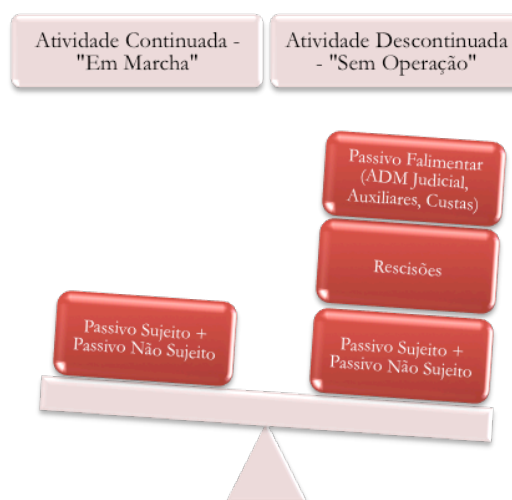 Atividade Continuada -
"Em Marcha"
Atividade Descontinuada
- "Sem Operação"
Passivo Falimentar
(ADM Judicial,
Auxiliares, Custas)
Rescisões
Passivo Sujeito +
Passivo Não Sujeito
Passivo Sujeito +
Passivo Não Sujeito